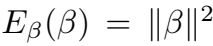 E_β(β) = ‖β‖²